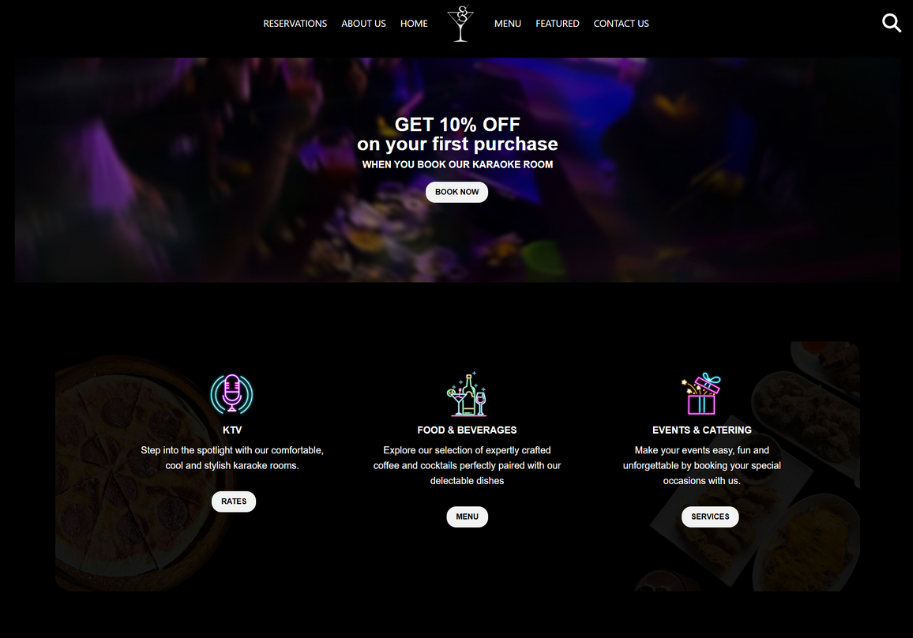 RESERVATIONS ABOUT US HOME MENU FEATURED CONTACT US
GET 10% OFF
on your first purchase
WHEN YOU BOOK OUR KARAOKE ROOM
BOOK NOW
KTV
Step into the spotlight with our comfortable,
cool and stylish karaoke rooms.
RATES
FOOD & BEVERAGES
Explore our selection of expertly crafted
coffee and cocktails perfectly paired with our
delectable dishes
MENU
EVENTS & CATERING
Make your events easy, fun and
unforgettable by booking your special
occasions with us.
SERVICES